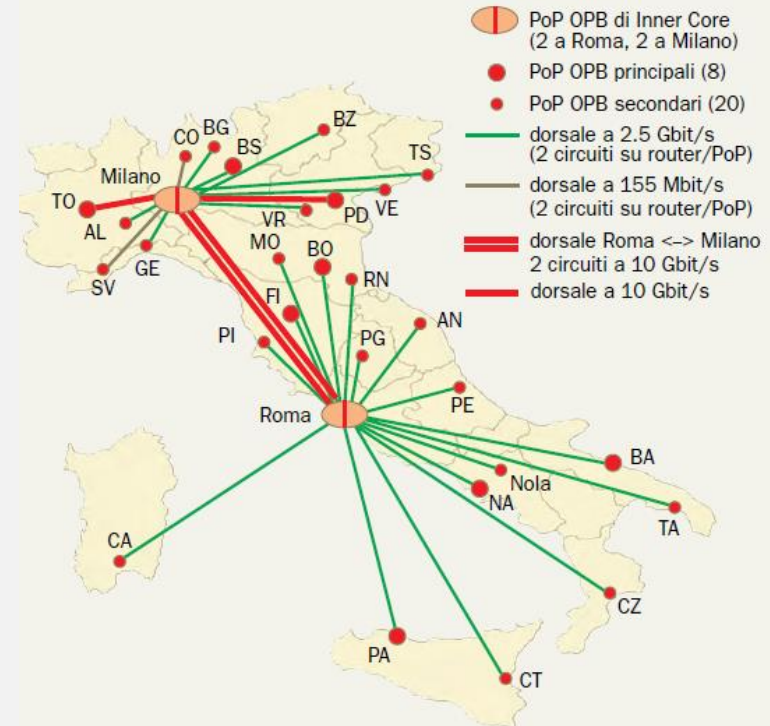 PoP OPB di Inner Core
(2 a Roma, 2 a Milano)
PoP OPB principali (8)
PoP OPB secondari (20)
dorsale a 2.5 Gbit/s
(2 circuiti su router/PoP)
dorsale a 155 Mbit/s
(2 circuiti su router/PoP)
dorsale Roma <–> Milano
2 circuiti a 10 Gbit/s
dorsale a 10 Gbit/s
BZ
BG
CO
BS
TS
Milano
TO
VE
PD
VR
AL
MO
BO
GE
RN
SV
FI
AN
PI
PG
PE
Roma
BA
Nola
NA
TA
CA
CZ
PA
CT